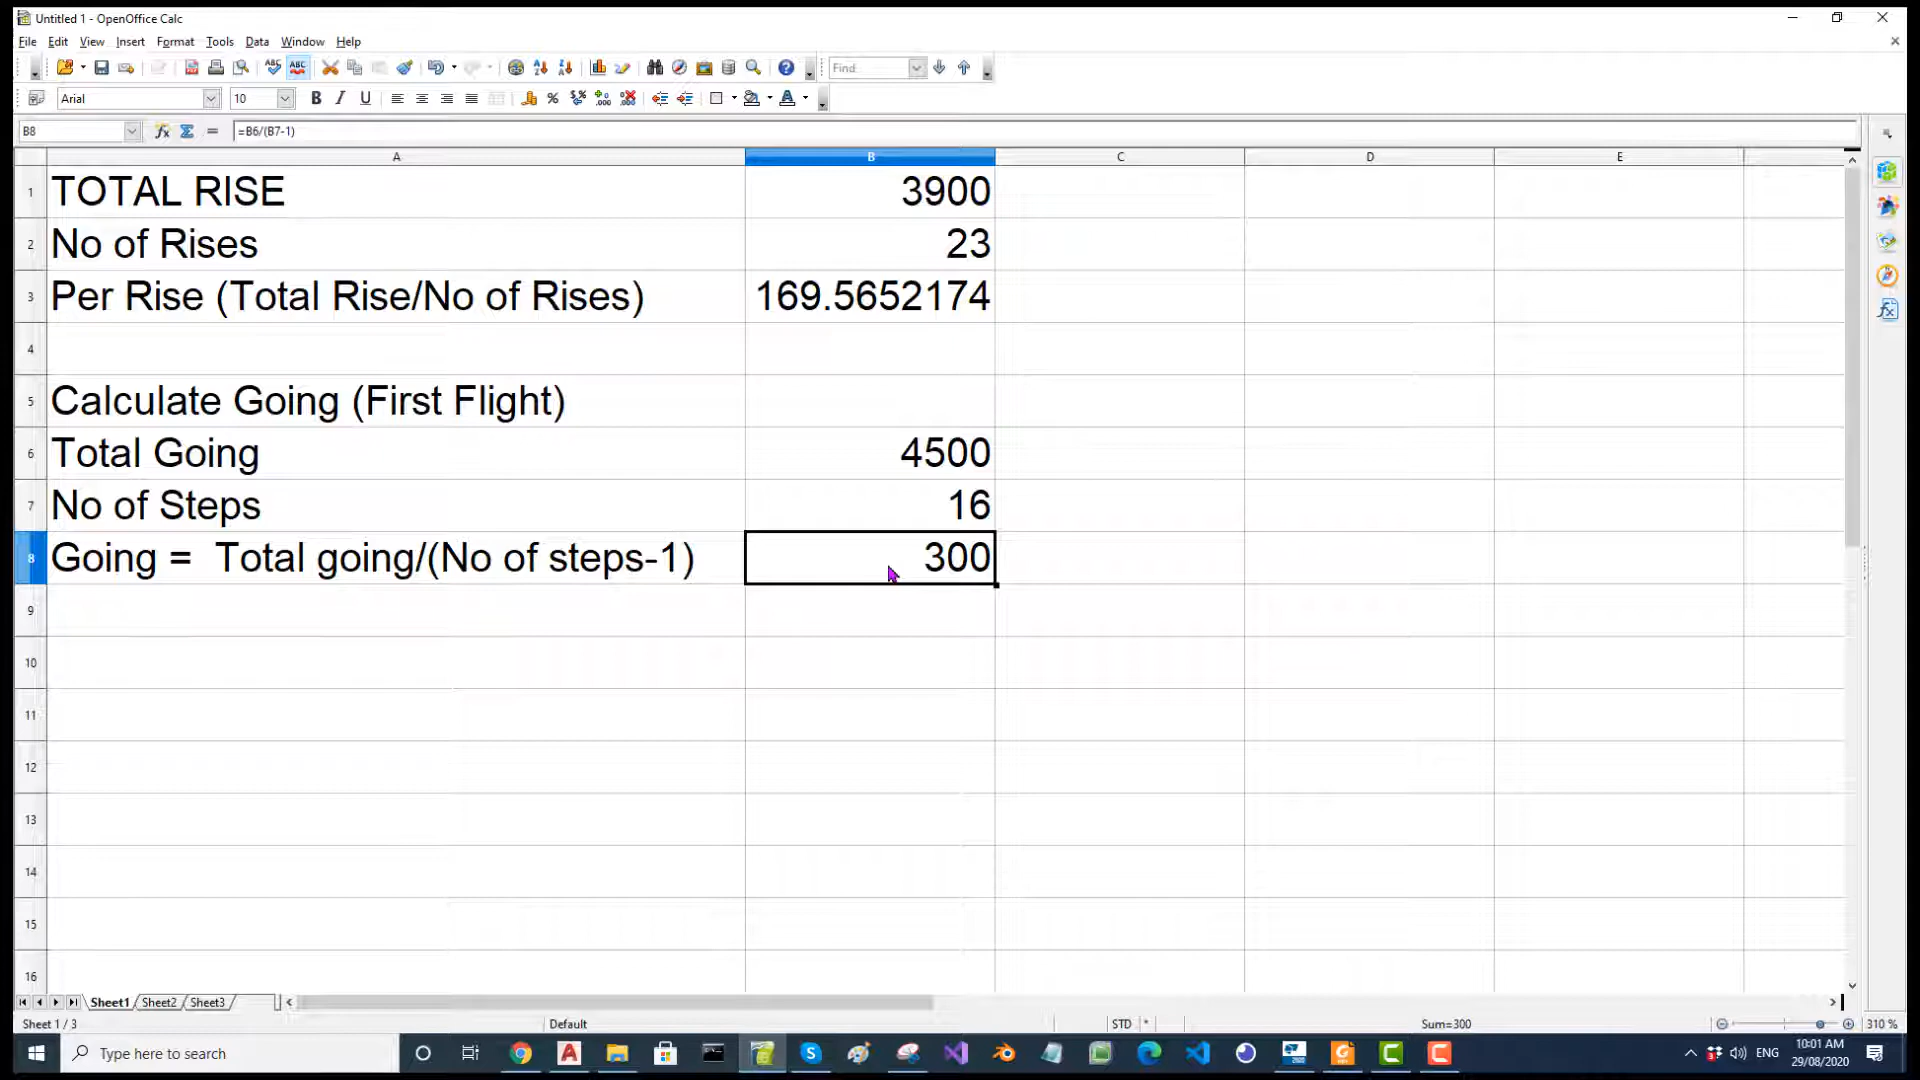 Untitled 1 - OpenOffice Calc
File Edit View Insert Format Tools Data Window Help
Find
Arial 10
B8 =B6/(B7-1)
A B C D E
1 TOTAL RISE 3900
2 No of Rises 23
3 Per Rise (Total Rise/No of Rises) 169.5652174
4
5 Calculate Going (First Flight)
6 Total Going 4500
7 No of Steps 16
8 Going = Total going/(No of steps-1) 300
9
10
11
12
13
14
15
16
Sheet1 Sheet2 Sheet3
Sheet 1 / 3 Default STD * Sum=300 310 %
Type here to search
ENG
10:01 AM
29/08/2020